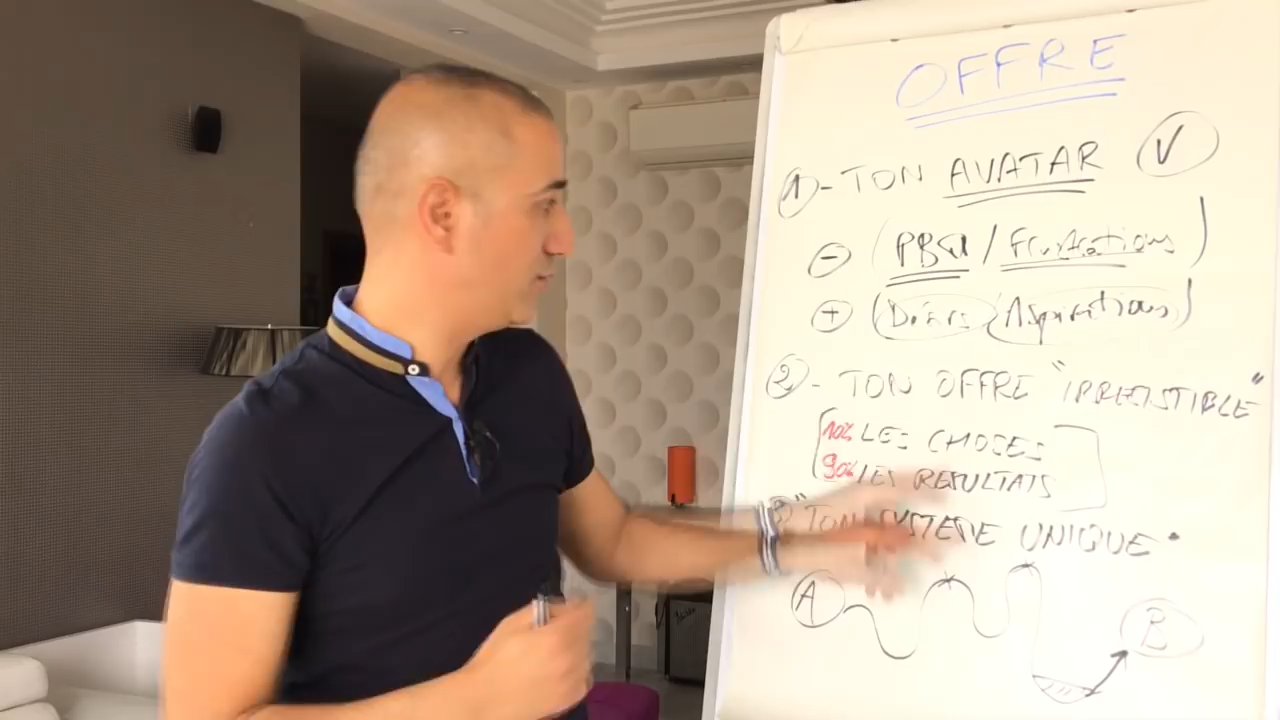 OFFRE
1 - TON AVATAR V
- (PBM / Frustrations)
+ (Désirs / Aspirations)
2 - TON OFFRE "IRRESISTIBLE"
10% LES CHOSES
90% LES RESULTATS
3 "TON SYSTEME UNIQUE"
A B